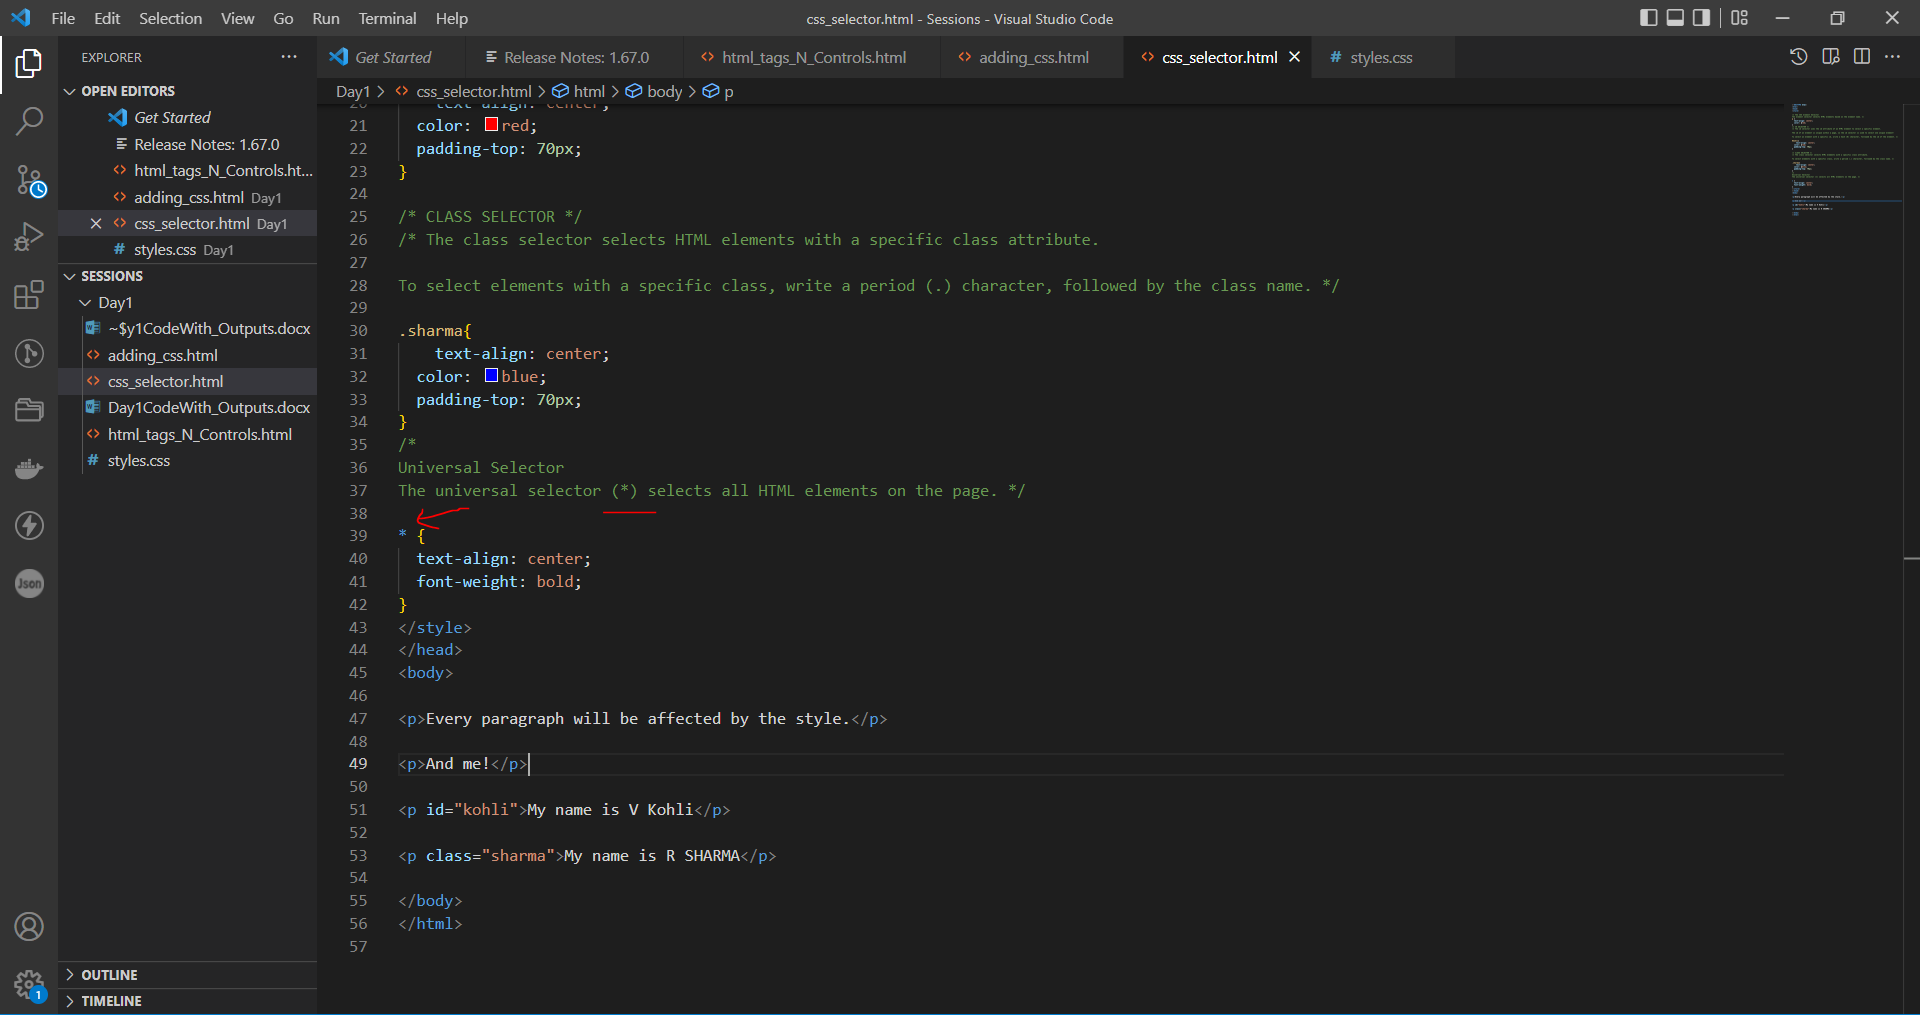 File Edit Selection View Go Run Terminal Help
css_selector.html - Sessions - Visual Studio Code
EXPLORER
Get Started
Release Notes: 1.67.0
html_tags_N_Controls.html
adding_css.html
css_selector.html
# styles.css
OPEN EDITORS
Get Started
Release Notes: 1.67.0
html_tags_N_Controls.ht...
adding_css.html Day1
css_selector.html Day1
# styles.css Day1
SESSIONS
Day1
~$y1CodeWith_Outputs.docx
adding_css.html
css_selector.html
Day1CodeWith_Outputs.docx
html_tags_N_Controls.html
# styles.css
Json
1
OUTLINE
TIMELINE
Day1 > css_selector.html > html > body > p
20 text-align: center;
21 color: red;
22 padding-top: 70px;
23 }
24
25 /* CLASS SELECTOR */
26 /* The class selector selects HTML elements with a specific class attribute.
27
28 To select elements with a specific class, write a period (.) character, followed by the class name. */
29
30 .sharma{
31 text-align: center;
32 color: blue;
33 padding-top: 70px;
34 }
35 /*
36 Universal Selector
37 The universal selector (*) selects all HTML elements on the page. */
38
39 * {
40 text-align: center;
41 font-weight: bold;
42 }
43 </style>
44 </head>
45 <body>
46
47 <p>Every paragraph will be affected by the style.</p>
48
49 <p>And me!</p>
50
51 <p id="kohli">My name is V Kohli</p>
52
53 <p class="sharma">My name is R SHARMA</p>
54
55 </body>
56 </html>
57